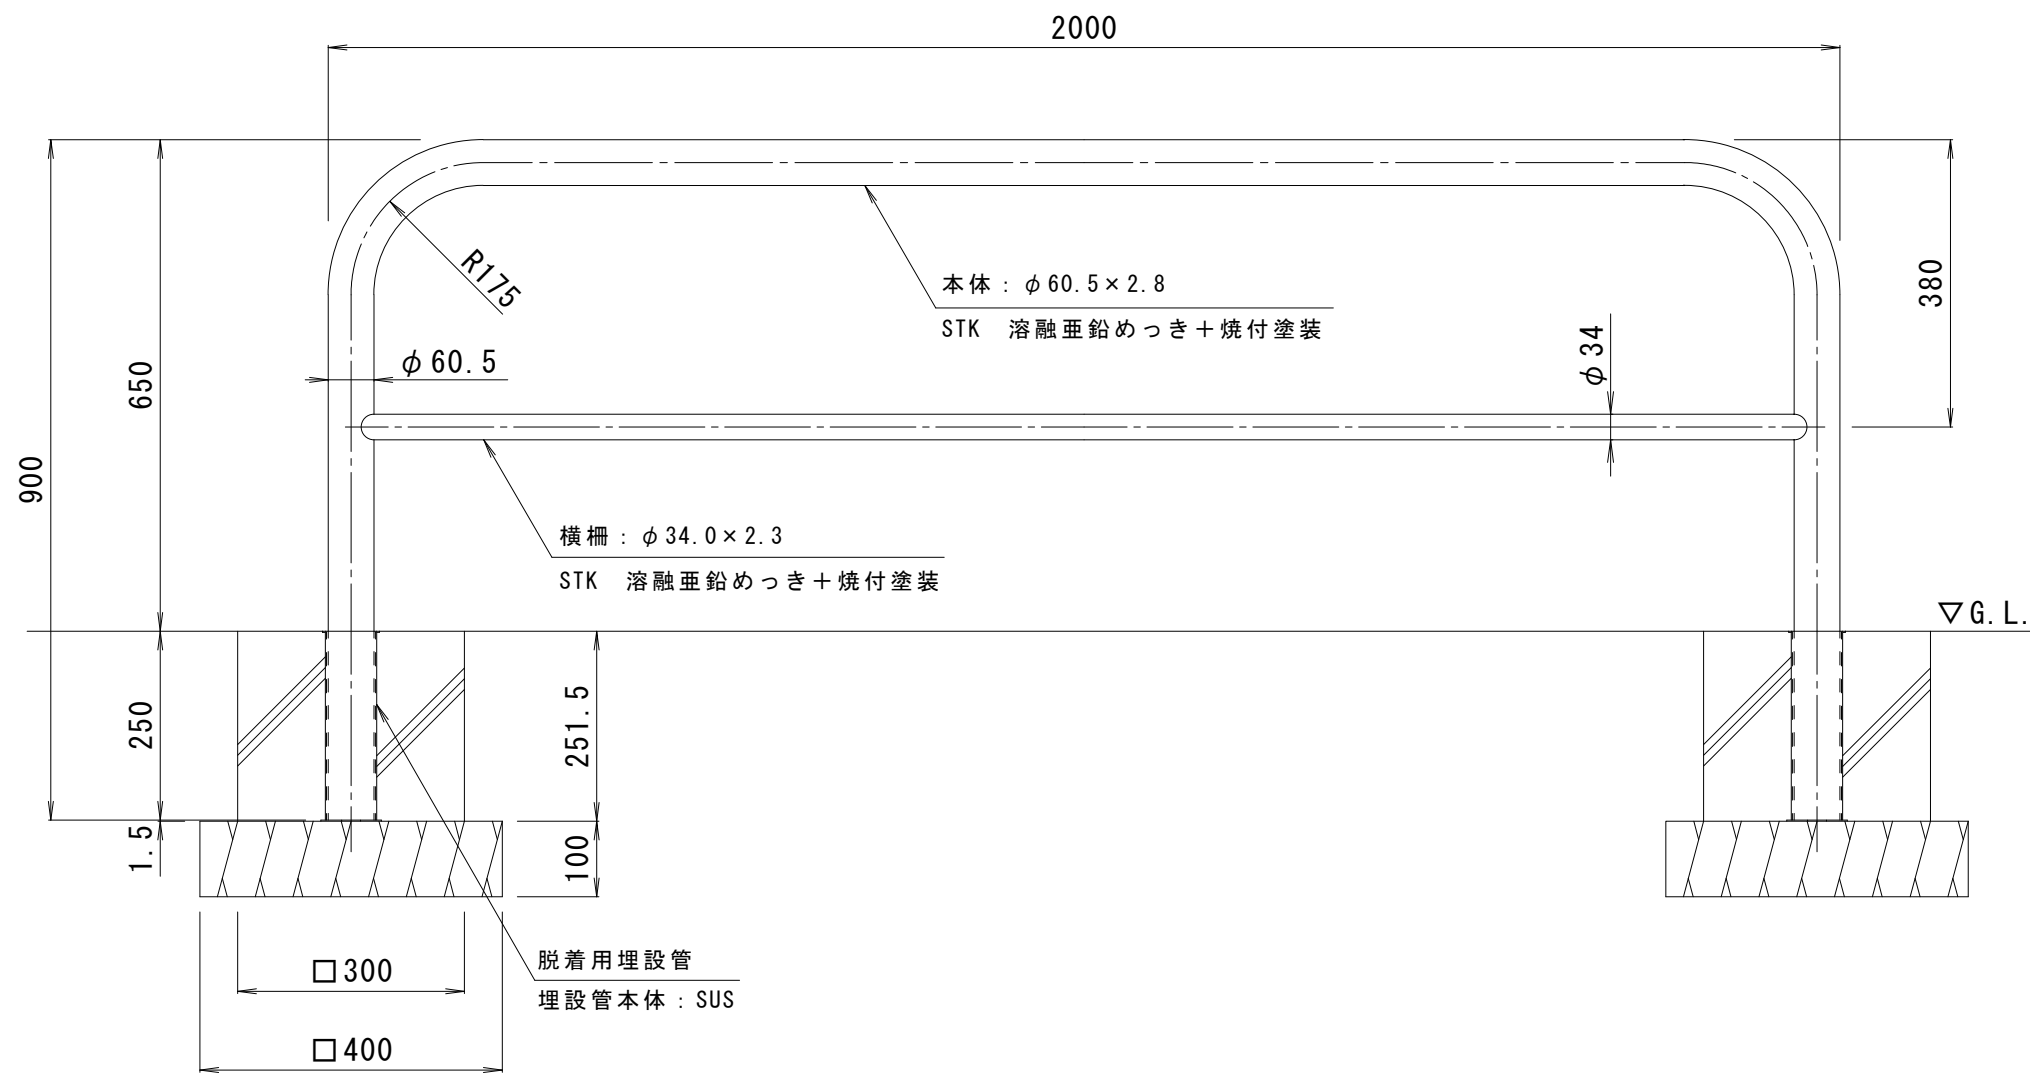 2000
R175
本体：φ60.5×2.8
STK　溶融亜鉛めっき＋焼付塗装
380
φ34
φ60.5
650
900
横柵：φ34.0×2.3
STK　溶融亜鉛めっき＋焼付塗装
▽G.L.
250
251.5
1.5
100
脱着用埋設管
埋設管本体：SUS
□300
□400